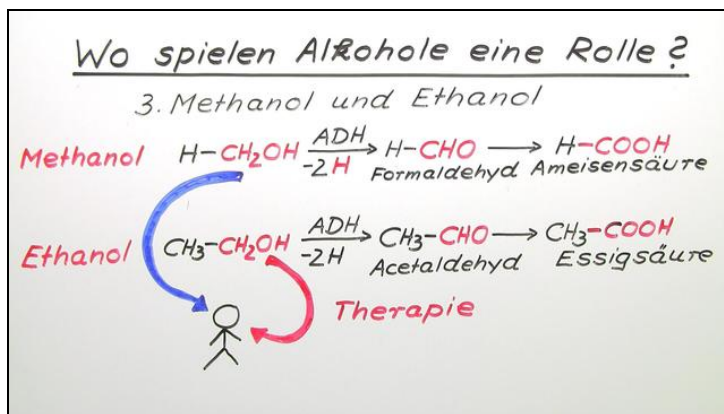 Wo spielen Alkohole eine Rolle?
3. Methanol und Ethanol
Methanol H-CH₂OH ADH -2H → H-CHO → H-COOH
Formaldehyd Ameisensäure
Ethanol CH₃-CH₂OH ADH -2H → CH₃-CHO → CH₃-COOH
Acetaldehyd Essigsäure
Therapie